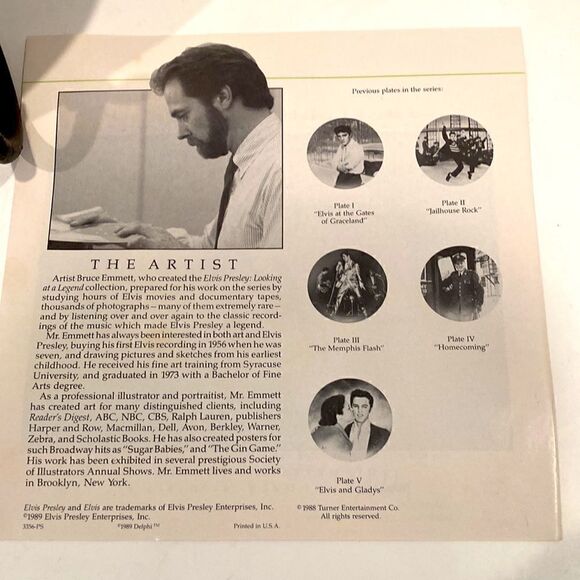 Previous plates in the series:
Plate I
"Elvis at the Gates
of Graceland"
Plate II
"Jailhouse Rock"
Plate III
"The Memphis Flash"
Plate IV
"Homecoming"
Plate V
"Elvis and Gladys"
THE ARTIST
Artist Bruce Emmett, who created the Elvis Presley: Looking
at a Legend collection, prepared for his work on the series by
studying hours of Elvis movies and documentary tapes,
thousands of photographs — many of them extremely rare —
and by listening over and over again to the classic record-
ings of the music which made Elvis Presley a legend.
Mr. Emmett has always been interested in both art and Elvis
Presley, buying his first Elvis recording in 1956 when he was
seven, and drawing pictures and sketches from his earliest
childhood. He received his fine art training from Syracuse
University, and graduated in 1973 with a Bachelor of Fine
Arts degree.
As a professional illustrator and portraitist, Mr. Emmett
has created art for many distinguished clients, including
Reader's Digest, ABC, NBC, CBS, Ralph Lauren, publishers
Harper and Row, Macmillan, Dell, Avon, Berkley, Warner,
Zebra, and Scholastic Books. He has also created posters for
such Broadway hits as "Sugar Babies," and "The Gin Game."
His work has been exhibited in several prestigious Society
of Illustrators Annual Shows. Mr. Emmett lives and works
in Brooklyn, New York.
Elvis Presley and Elvis are trademarks of Elvis Presley Enterprises, Inc.
©1989 Elvis Presley Enterprises, Inc.
3356-PS ©1989 Delphi™ Printed in U.S.A.
©1988 Turner Entertainment Co.
All rights reserved.